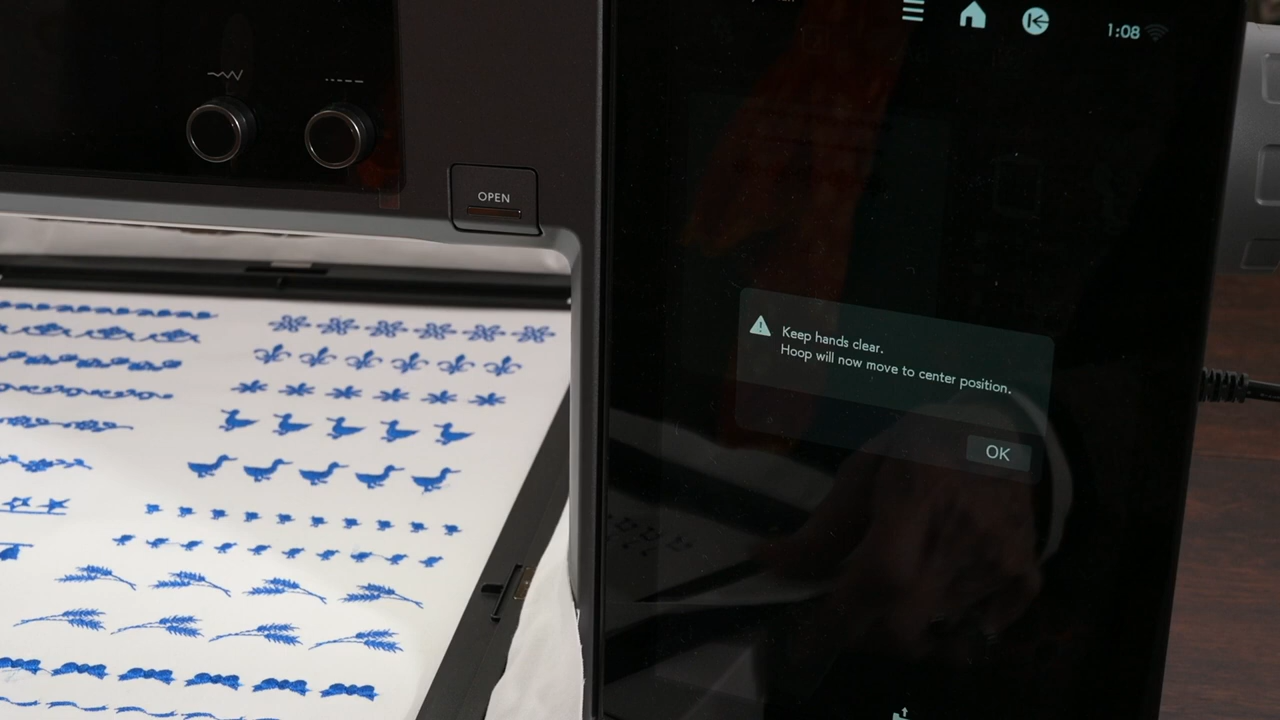 1:08
OPEN
Keep hands clear.
Hoop will now move to center position.
OK